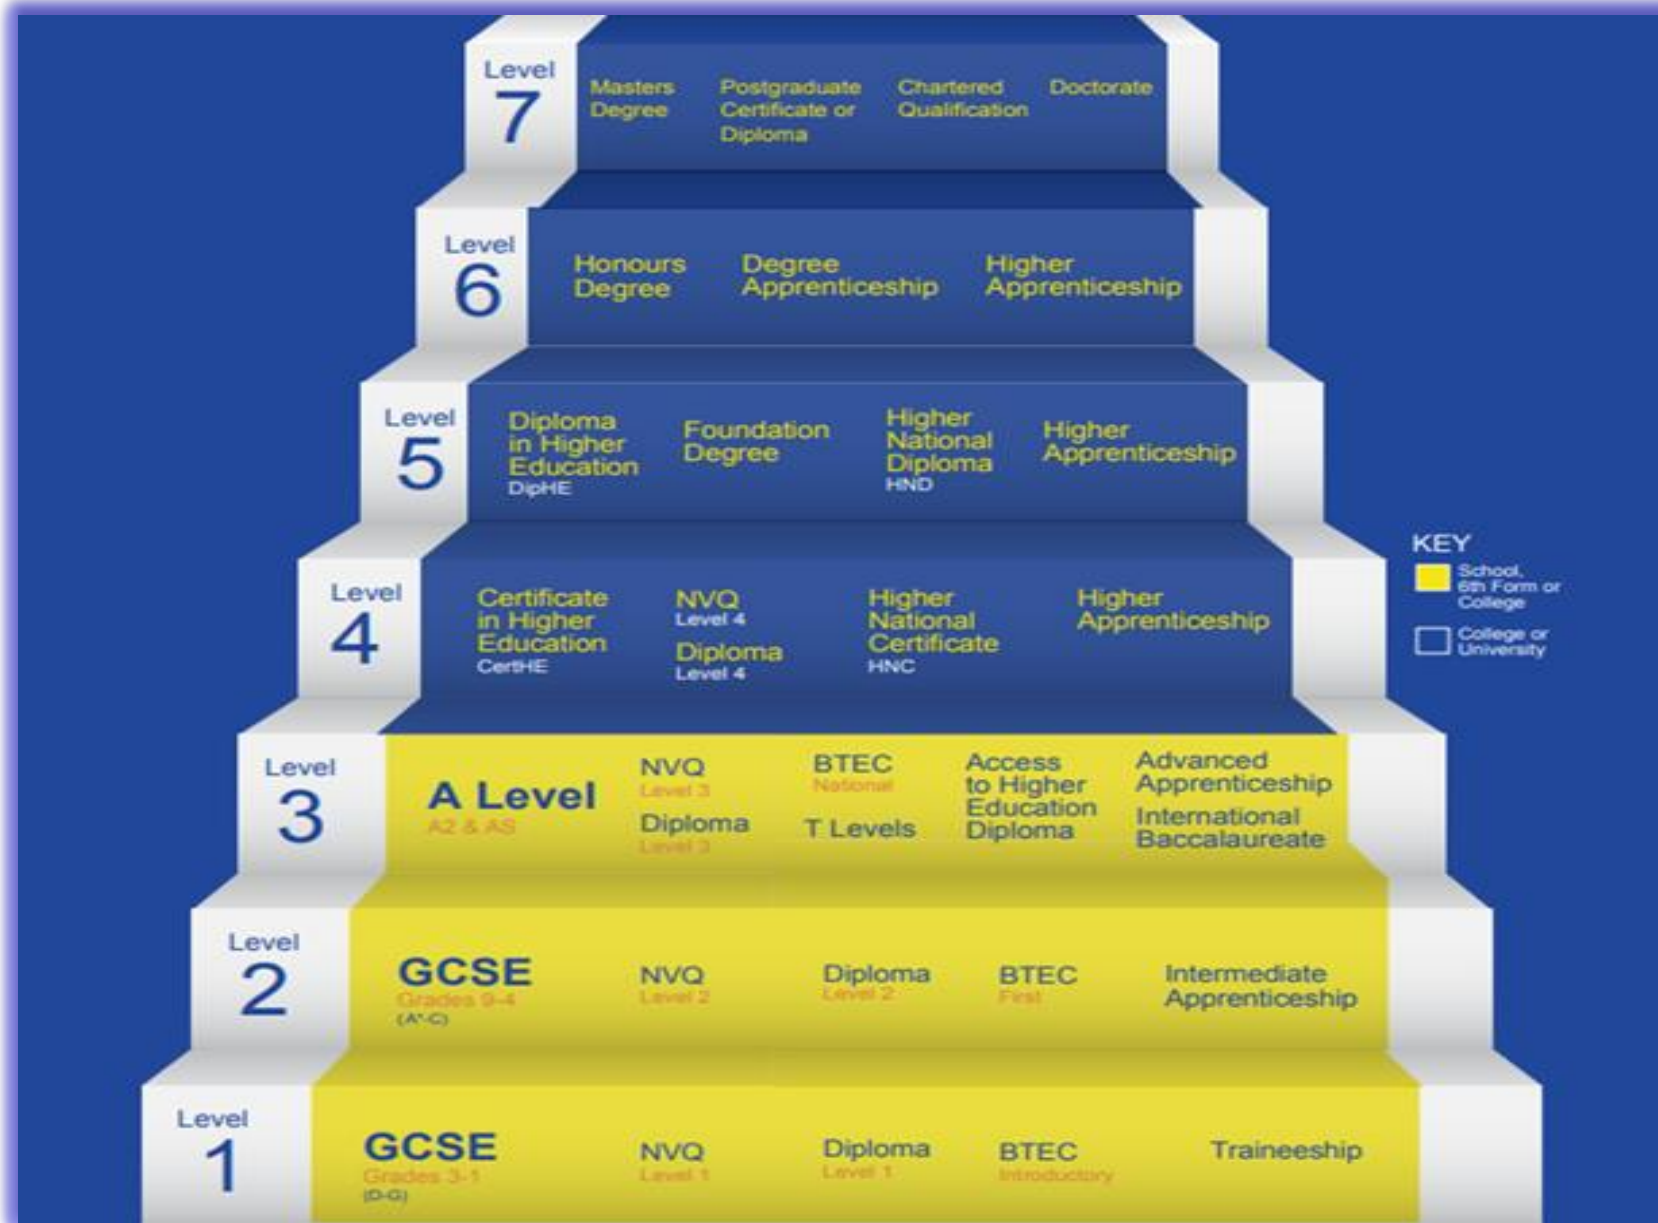 Level
7
Masters
Degree
Postgraduate
Certificate or
Diploma
Chartered
Qualification
Doctorate
Level
6
Honours
Degree
Degree
Apprenticeship
Higher
Apprenticeship
Level
5
Diploma
in Higher
Education
DipHE
Foundation
Degree
Higher
National
Diploma
HND
Higher
Apprenticeship
Level
4
Certificate
in Higher
Education
CertHE
NVQ
Level 4
Diploma
Level 4
Higher
National
Certificate
HNC
Higher
Apprenticeship
KEY
School,
6th Form or
College
College or
University
Level
3
A Level
A2 & AS
NVQ
Level 3
Diploma
Level 3
BTEC
National
T Levels
Access
to Higher
Education
Diploma
Advanced
Apprenticeship
International
Baccalaureate
Level
2
GCSE
Grades 9-4
(A*-C)
NVQ
Level 2
Diploma
Level 2
BTEC
First
Intermediate
Apprenticeship
Level
1
GCSE
Grades 3-1
(D-G)
NVQ
Level 1
Diploma
Level 1
BTEC
Introductory
Traineeship